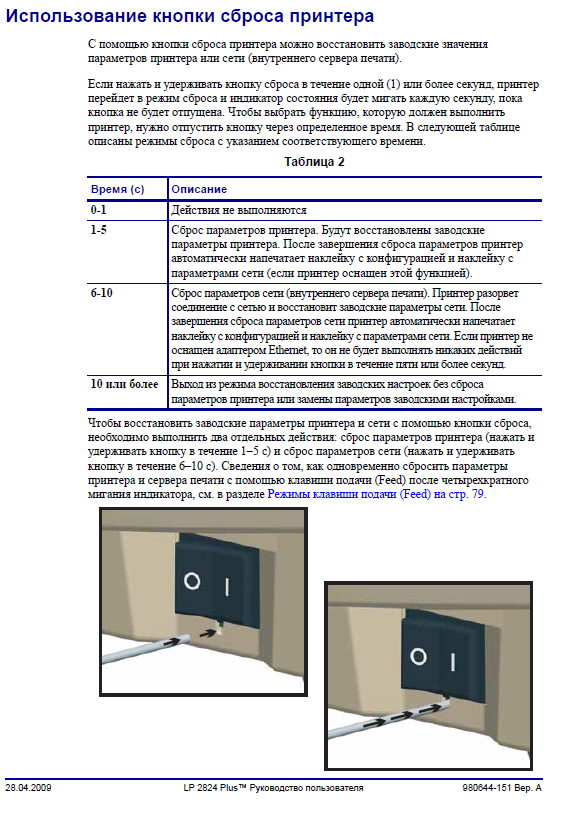 Использование кнопки сброса принтера
С помощью кнопки сброса принтера можно восстановить заводские значения
параметров принтера или сети (внутреннего сервера печати).
Если нажать и удерживать кнопку сброса в течение одной (1) или более секунд, принтер
перейдет в режим сброса и индикатор состояния будет мигать каждую секунду, пока
кнопка не будет отпущена. Чтобы выбрать функцию, которую должен выполнить
принтер, нужно отпустить кнопку через определенное время. В следующей таблице
описаны режимы сброса с указанием соответствующего времени.
Таблица 2
Время (с) Описание
0-1 Действия не выполняются
1-5 Сброс параметров принтера. Будут восстановлены заводские
параметры принтера. После завершения сброса параметров принтер
автоматически напечатает наклейку с конфигурацией и наклейку с
параметрами сети (если принтер оснащен этой функцией).
6-10 Сброс параметров сети (внутреннего сервера печати). Принтер разорвет
соединение с сетью и восстановит заводские параметры сети. После
завершения сброса параметров сети принтер автоматически напечатает
наклейку с конфигурацией и наклейку с параметрами сети. Если принтер не
оснащен адаптером Ethernet, то он не будет выполнять никаких действий
при нажатии и удерживании кнопки в течение пяти или более секунд.
10 или более Выход из режима восстановления заводских настроек без сброса
параметров принтера или замены параметров заводскими настройками.
Чтобы восстановить заводские параметры принтера и сети с помощью кнопки сброса,
необходимо выполнить два отдельных действия: сброс параметров принтера (нажать и
удерживать кнопку в течение 1–5 с) и сброс параметров сети (нажать и удерживать
кнопку в течение 6–10 с). Сведения о том, как одновременно сбросить параметры
принтера и сервера печати с помощью клавиши подачи (Feed) после четырехкратного
мигания индикатора, см. в разделе Режимы клавиши подачи (Feed) на стр. 79.
O I
O I
28.04.2009 LP 2824 Plus™ Руководство пользователя 980644-151 Вер. А